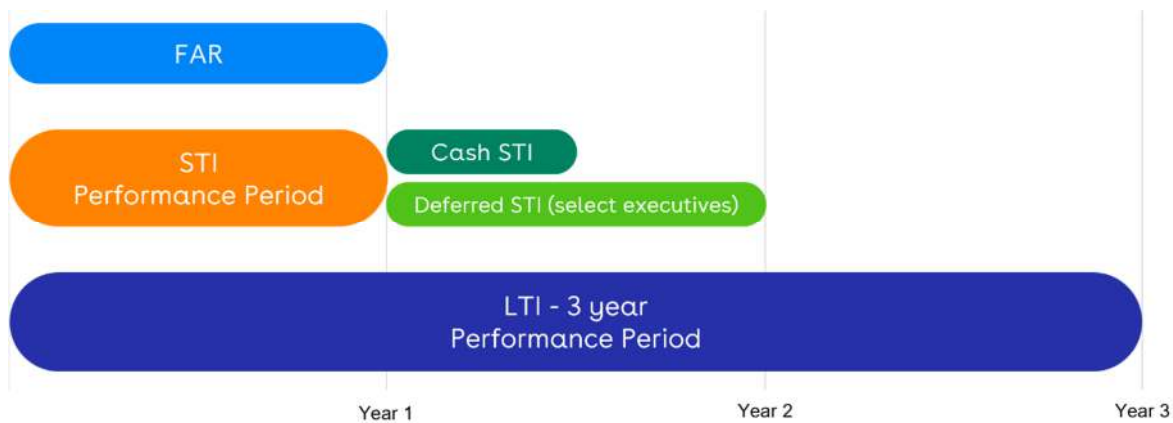 FAR
STI
Performance Period
Cash STI
Deferred STI (select executives)
LTI - 3 year
Performance Period
Year 1
Year 2
Year 3